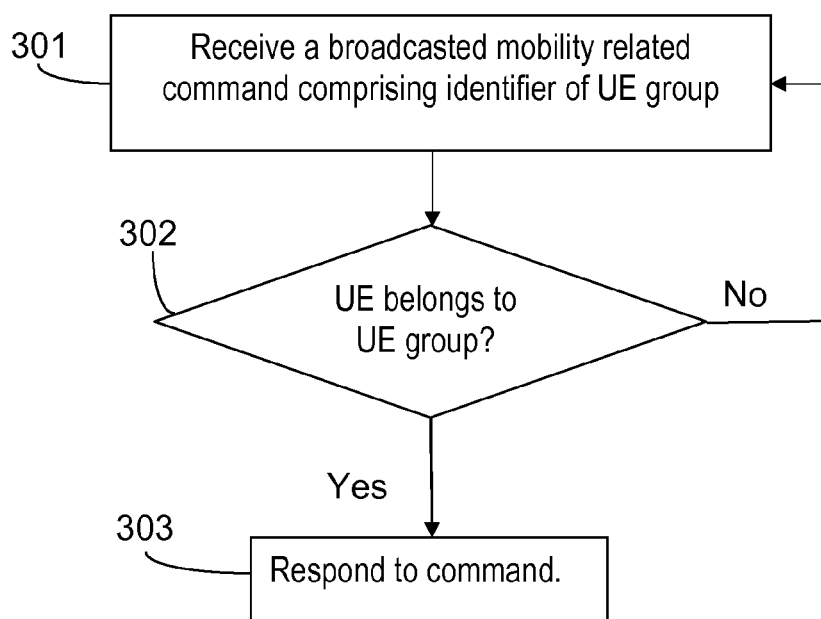 301
Receive a broadcasted mobility related
command comprising identifier of UE group
302
UE belongs to
UE group?
No
Yes
303
Respond to command.